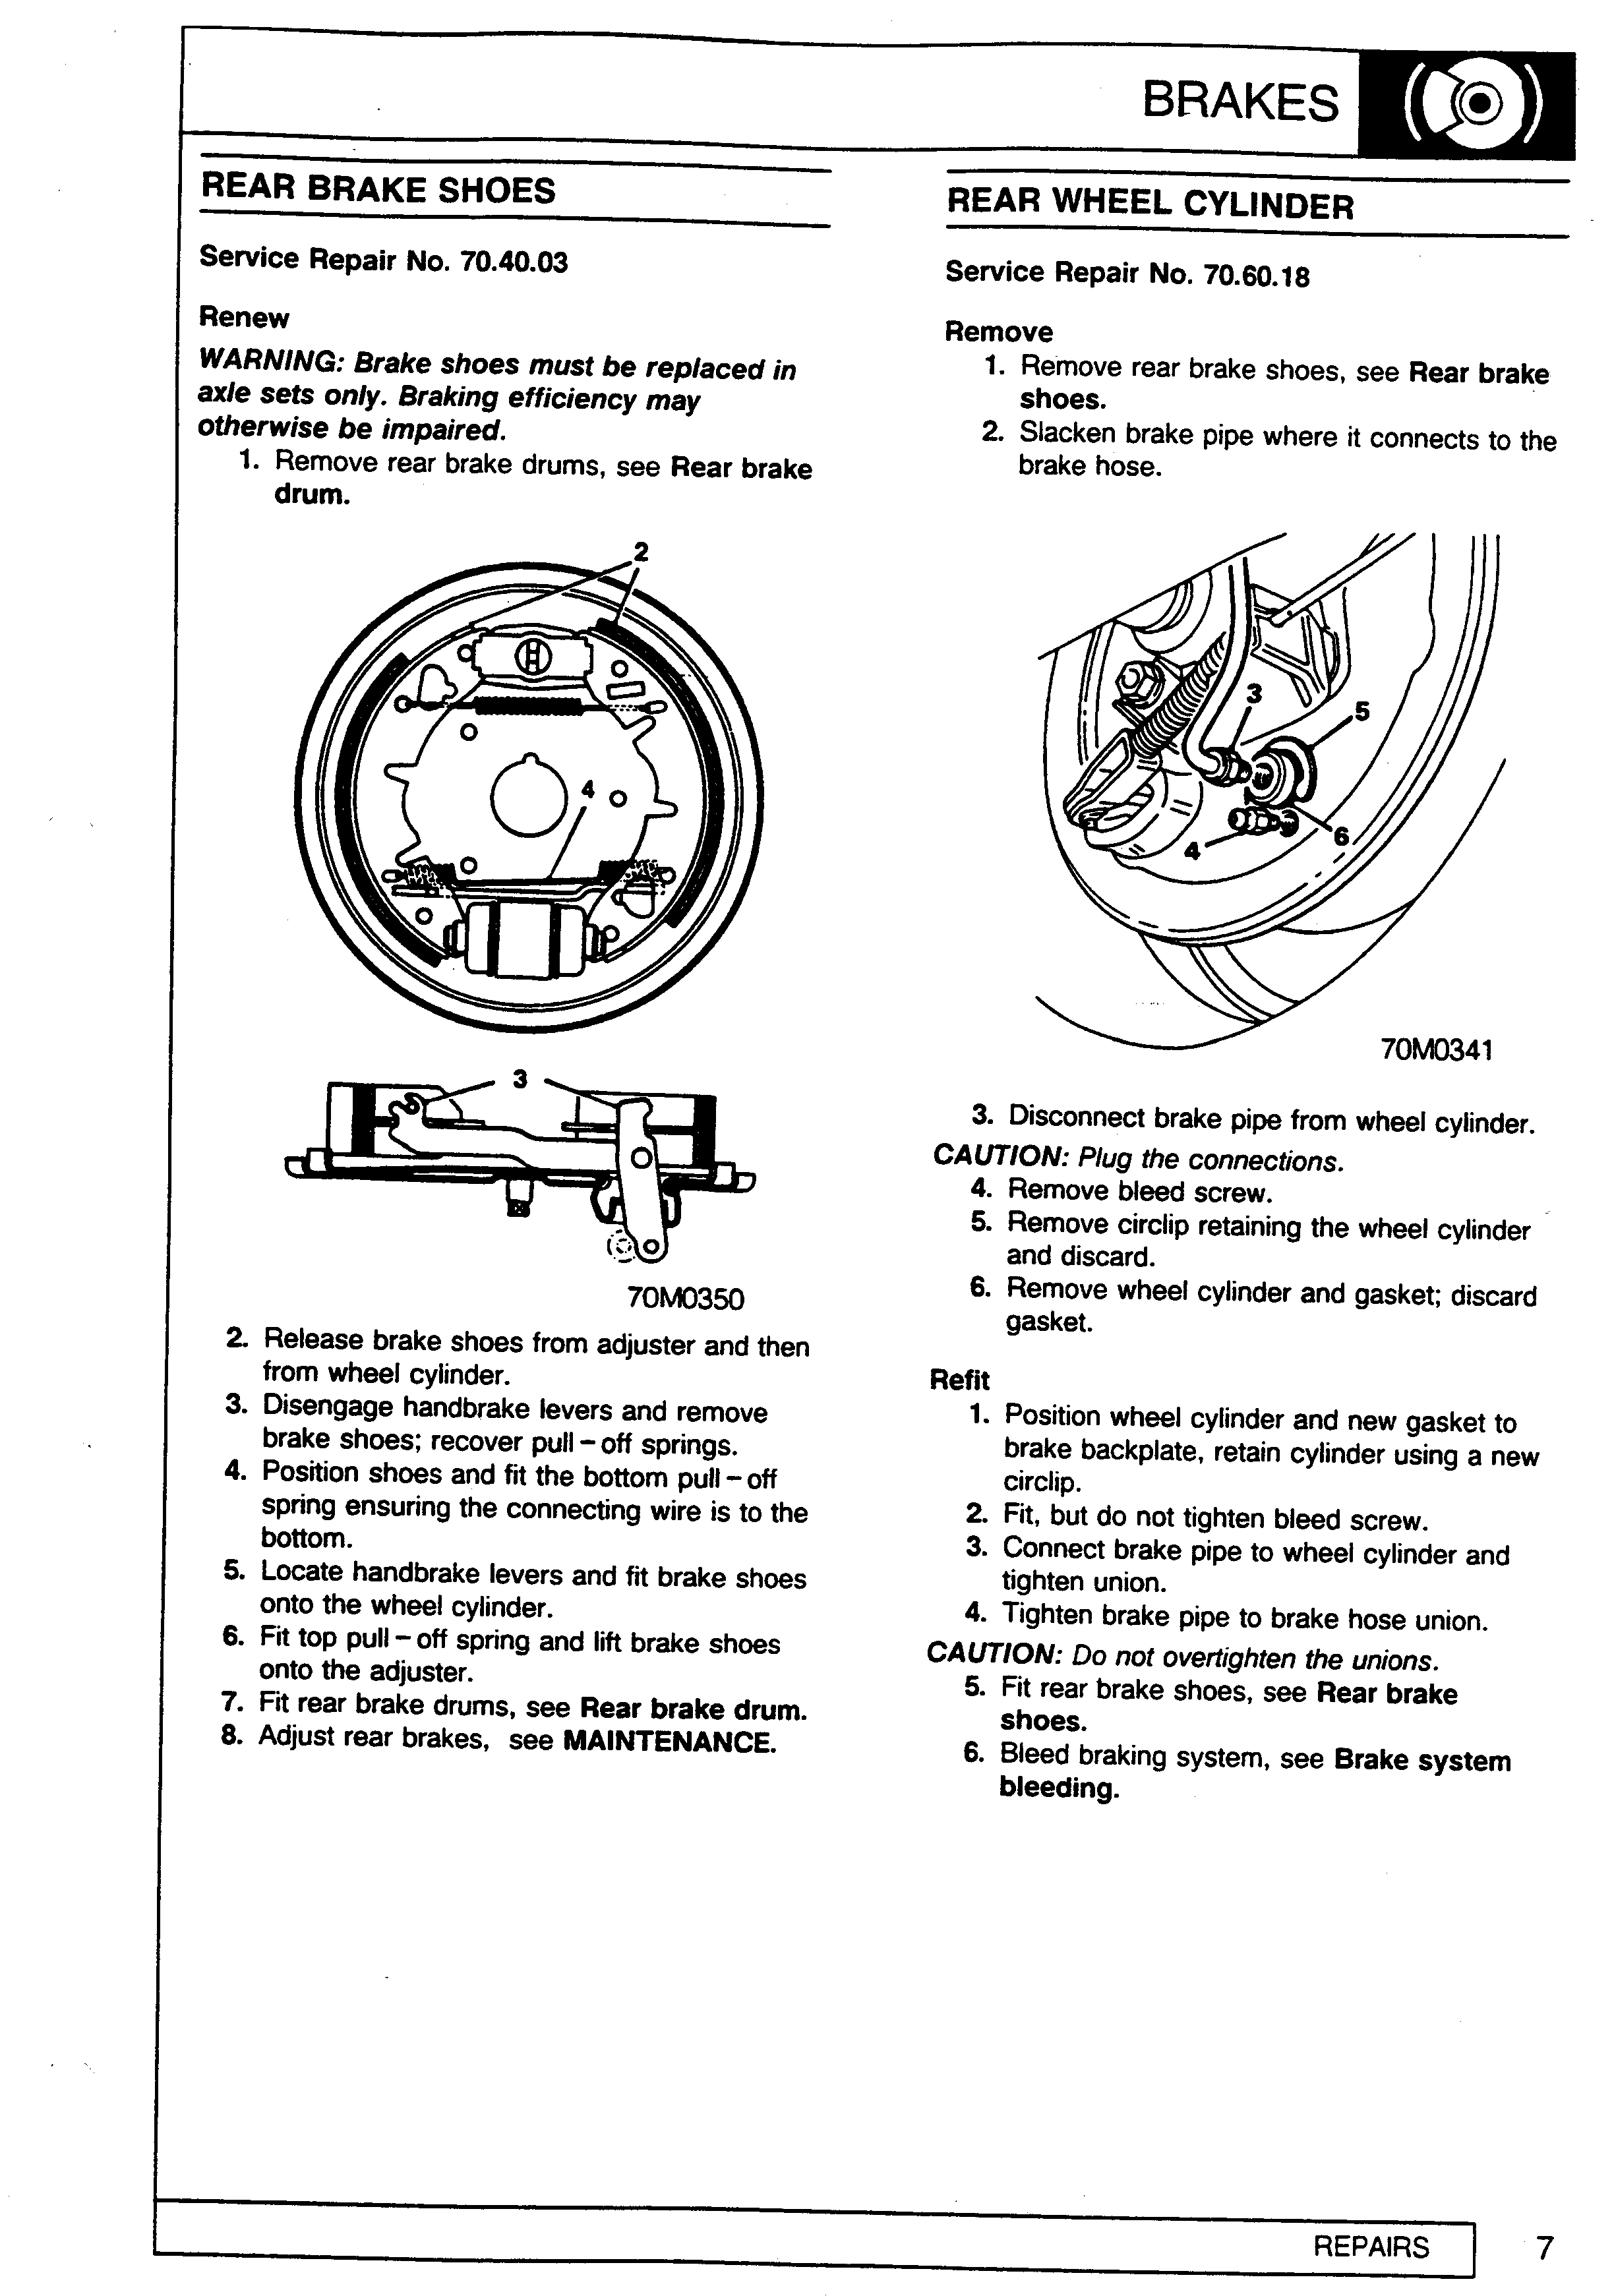 BRAKES
REAR BRAKE SHOES
Service Repair No. 70.40.03
Renew
WARNING: Brake shoes must be replaced in
axle sets only. Braking efficiency may
otherwise be impaired.
1. Remove rear brake drums, see Rear brake
drum.
2
4
3
70M0350
2. Release brake shoes from adjuster and then
from wheel cylinder.
3. Disengage handbrake levers and remove
brake shoes; recover pull – off springs.
4. Position shoes and fit the bottom pull – off
spring ensuring the connecting wire is to the
bottom.
5. Locate handbrake levers and fit brake shoes
onto the wheel cylinder.
6. Fit top pull – off spring and lift brake shoes
onto the adjuster.
7. Fit rear brake drums, see Rear brake drum.
8. Adjust rear brakes, see MAINTENANCE.
REAR WHEEL CYLINDER
Service Repair No. 70.60.18
Remove
1. Remove rear brake shoes, see Rear brake
shoes.
2. Slacken brake pipe where it connects to the
brake hose.
3
5
4
6
70M0341
3. Disconnect brake pipe from wheel cylinder.
CAUTION: Plug the connections.
4. Remove bleed screw.
5. Remove circlip retaining the wheel cylinder
and discard.
6. Remove wheel cylinder and gasket; discard
gasket.
Refit
1. Position wheel cylinder and new gasket to
brake backplate, retain cylinder using a new
circlip.
2. Fit, but do not tighten bleed screw.
3. Connect brake pipe to wheel cylinder and
tighten union.
4. Tighten brake pipe to brake hose union.
CAUTION: Do not overtighten the unions.
5. Fit rear brake shoes, see Rear brake
shoes.
6. Bleed braking system, see Brake system
bleeding.
REPAIRS
7